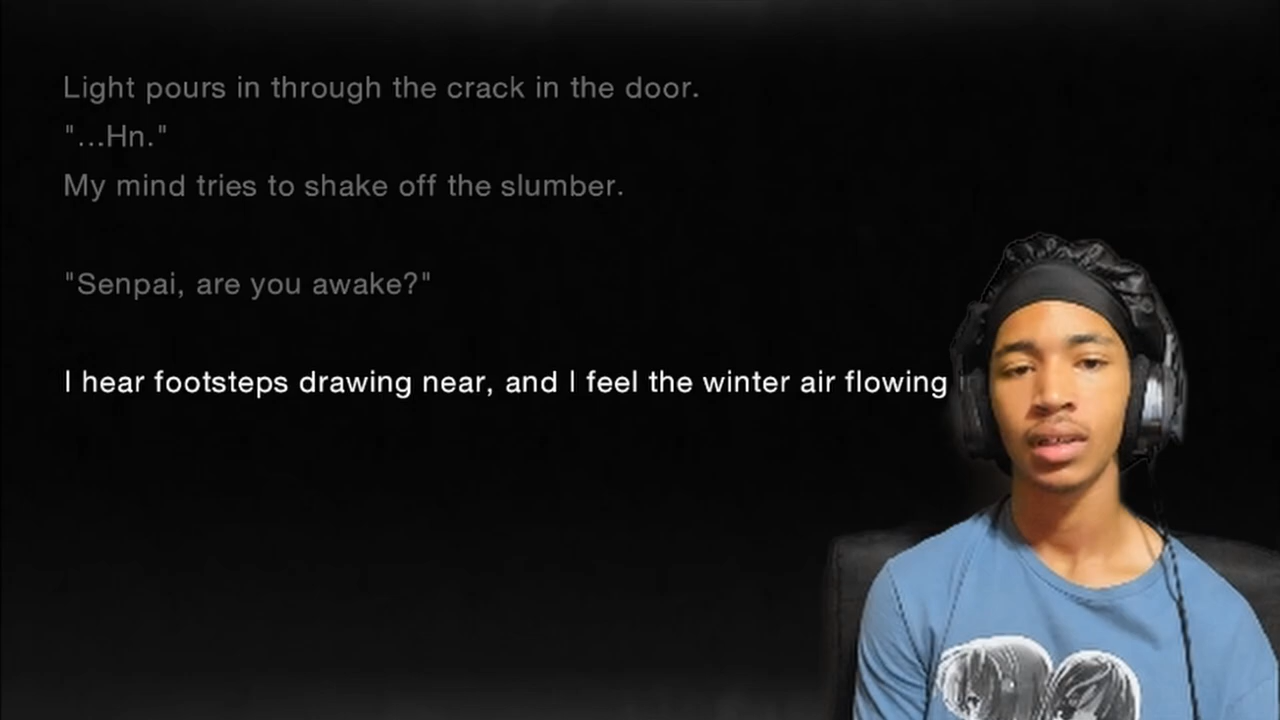 Light pours in through the crack in the door.
"...Hn."
My mind tries to shake off the slumber.
"Senpai, are you awake?"
I hear footsteps drawing near, and I feel the winter air flowing